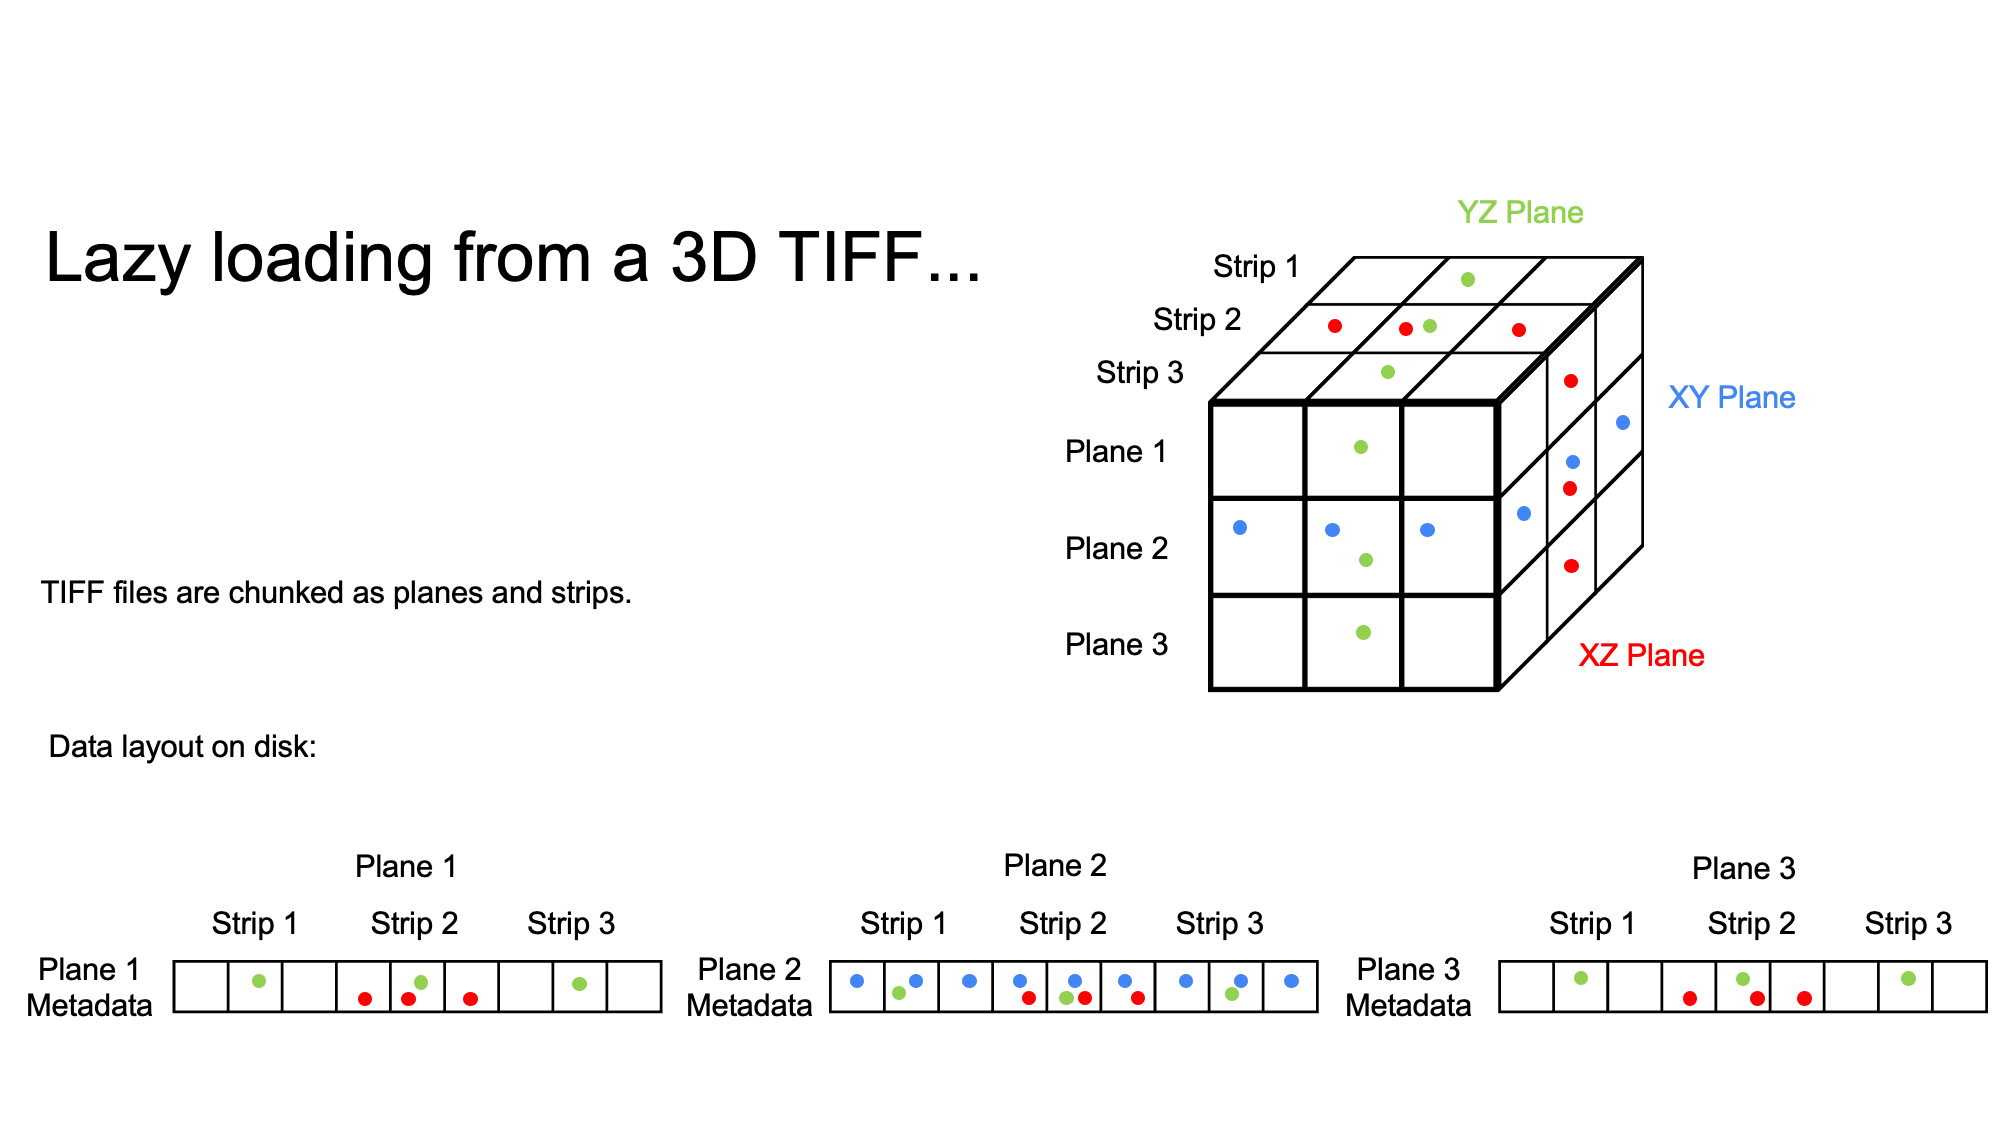 Lazy loading from a 3D TIFF...
YZ Plane
Strip 1
Strip 2
Strip 3
XY Plane
Plane 1
Plane 2
Plane 3
XZ Plane
TIFF files are chunked as planes and strips.
Data layout on disk:
Plane 1
Strip 1 Strip 2 Strip 3
Plane 1
Metadata
Plane 2
Strip 1 Strip 2 Strip 3
Plane 2
Metadata
Plane 3
Strip 1 Strip 2 Strip 3
Plane 3
Metadata